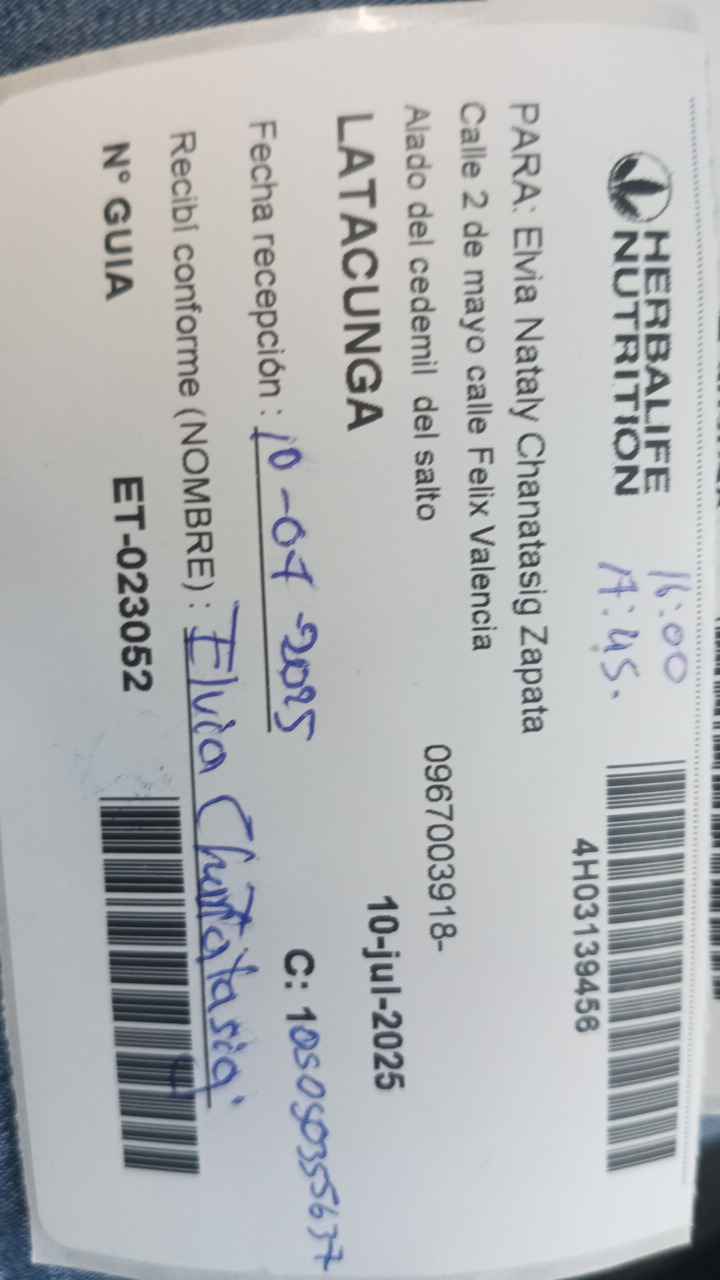 HERBALIFE
NUTRITION
16:00
17:45.
4H03139456
PARA: Elvia Nataly Chanatasig Zapata
Calle 2 de mayo calle Felix Valencia
Alado del cedemil del salto
0967003918-
LATACUNGA
10-jul-2025
Fecha recepción : 10-07-2025
C:
Recibí conforme (NOMBRE) : Elvia Chanatasig
N° GUIA
ET-023052